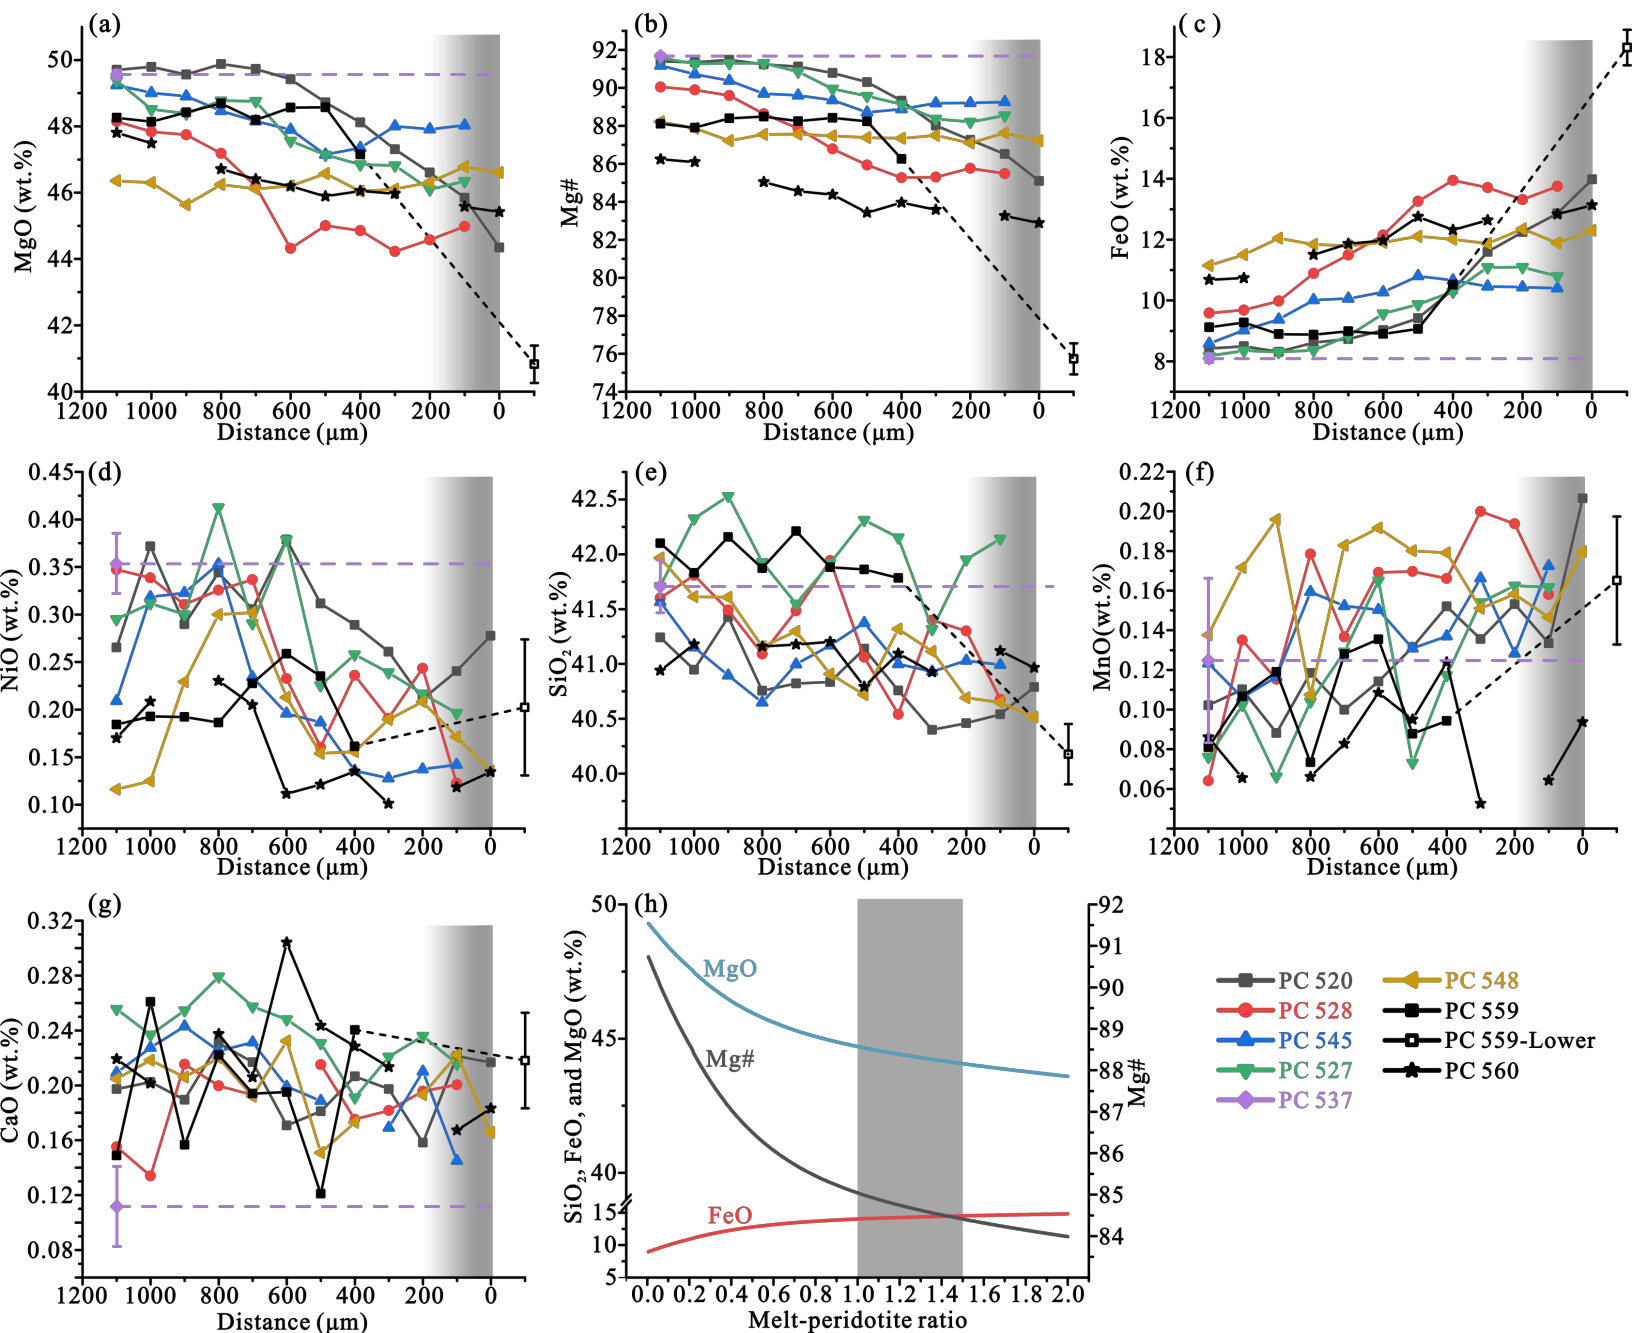 (a)
MgO (wt.%)
50
48
46
44
42
40
1200 1000 800 600 400 200 0
Distance (μm)
(b)
Mg#
92
90
88
86
84
82
80
78
76
74
1200 1000 800 600 400 200 0
Distance (μm)
( c )
FeO (wt.%)
18
16
14
12
10
8
1200 1000 800 600 400 200 0
Distance (μm)
(d)
NiO (wt.%)
0.45
0.40
0.35
0.30
0.25
0.20
0.15
0.10
1200 1000 800 600 400 200 0
Distance (μm)
(e)
SiO₂ (wt.%)
42.5
42.0
41.5
41.0
40.5
40.0
1200 1000 800 600 400 200 0
Distance (μm)
(f)
MnO(wt.%)
0.22
0.20
0.18
0.16
0.14
0.12
0.10
0.08
0.06
1200 1000 800 600 400 200 0
Distance (μm)
(g)
CaO (wt.%)
0.32
0.28
0.24
0.20
0.16
0.12
0.08
1200 1000 800 600 400 200 0
Distance (μm)
(h)
SiO₂, FeO, and MgO (wt.%)
50
45
40
15
10
5
MgO
Mg#
FeO
92
91
90
89
88
87
86
85
84
Mg#
0.0 0.2 0.4 0.6 0.8 1.0 1.2 1.4 1.6 1.8 2.0
Melt-peridotite ratio
PC 520
PC 528
PC 545
PC 527
PC 537
PC 548
PC 559
PC 559-Lower
PC 560